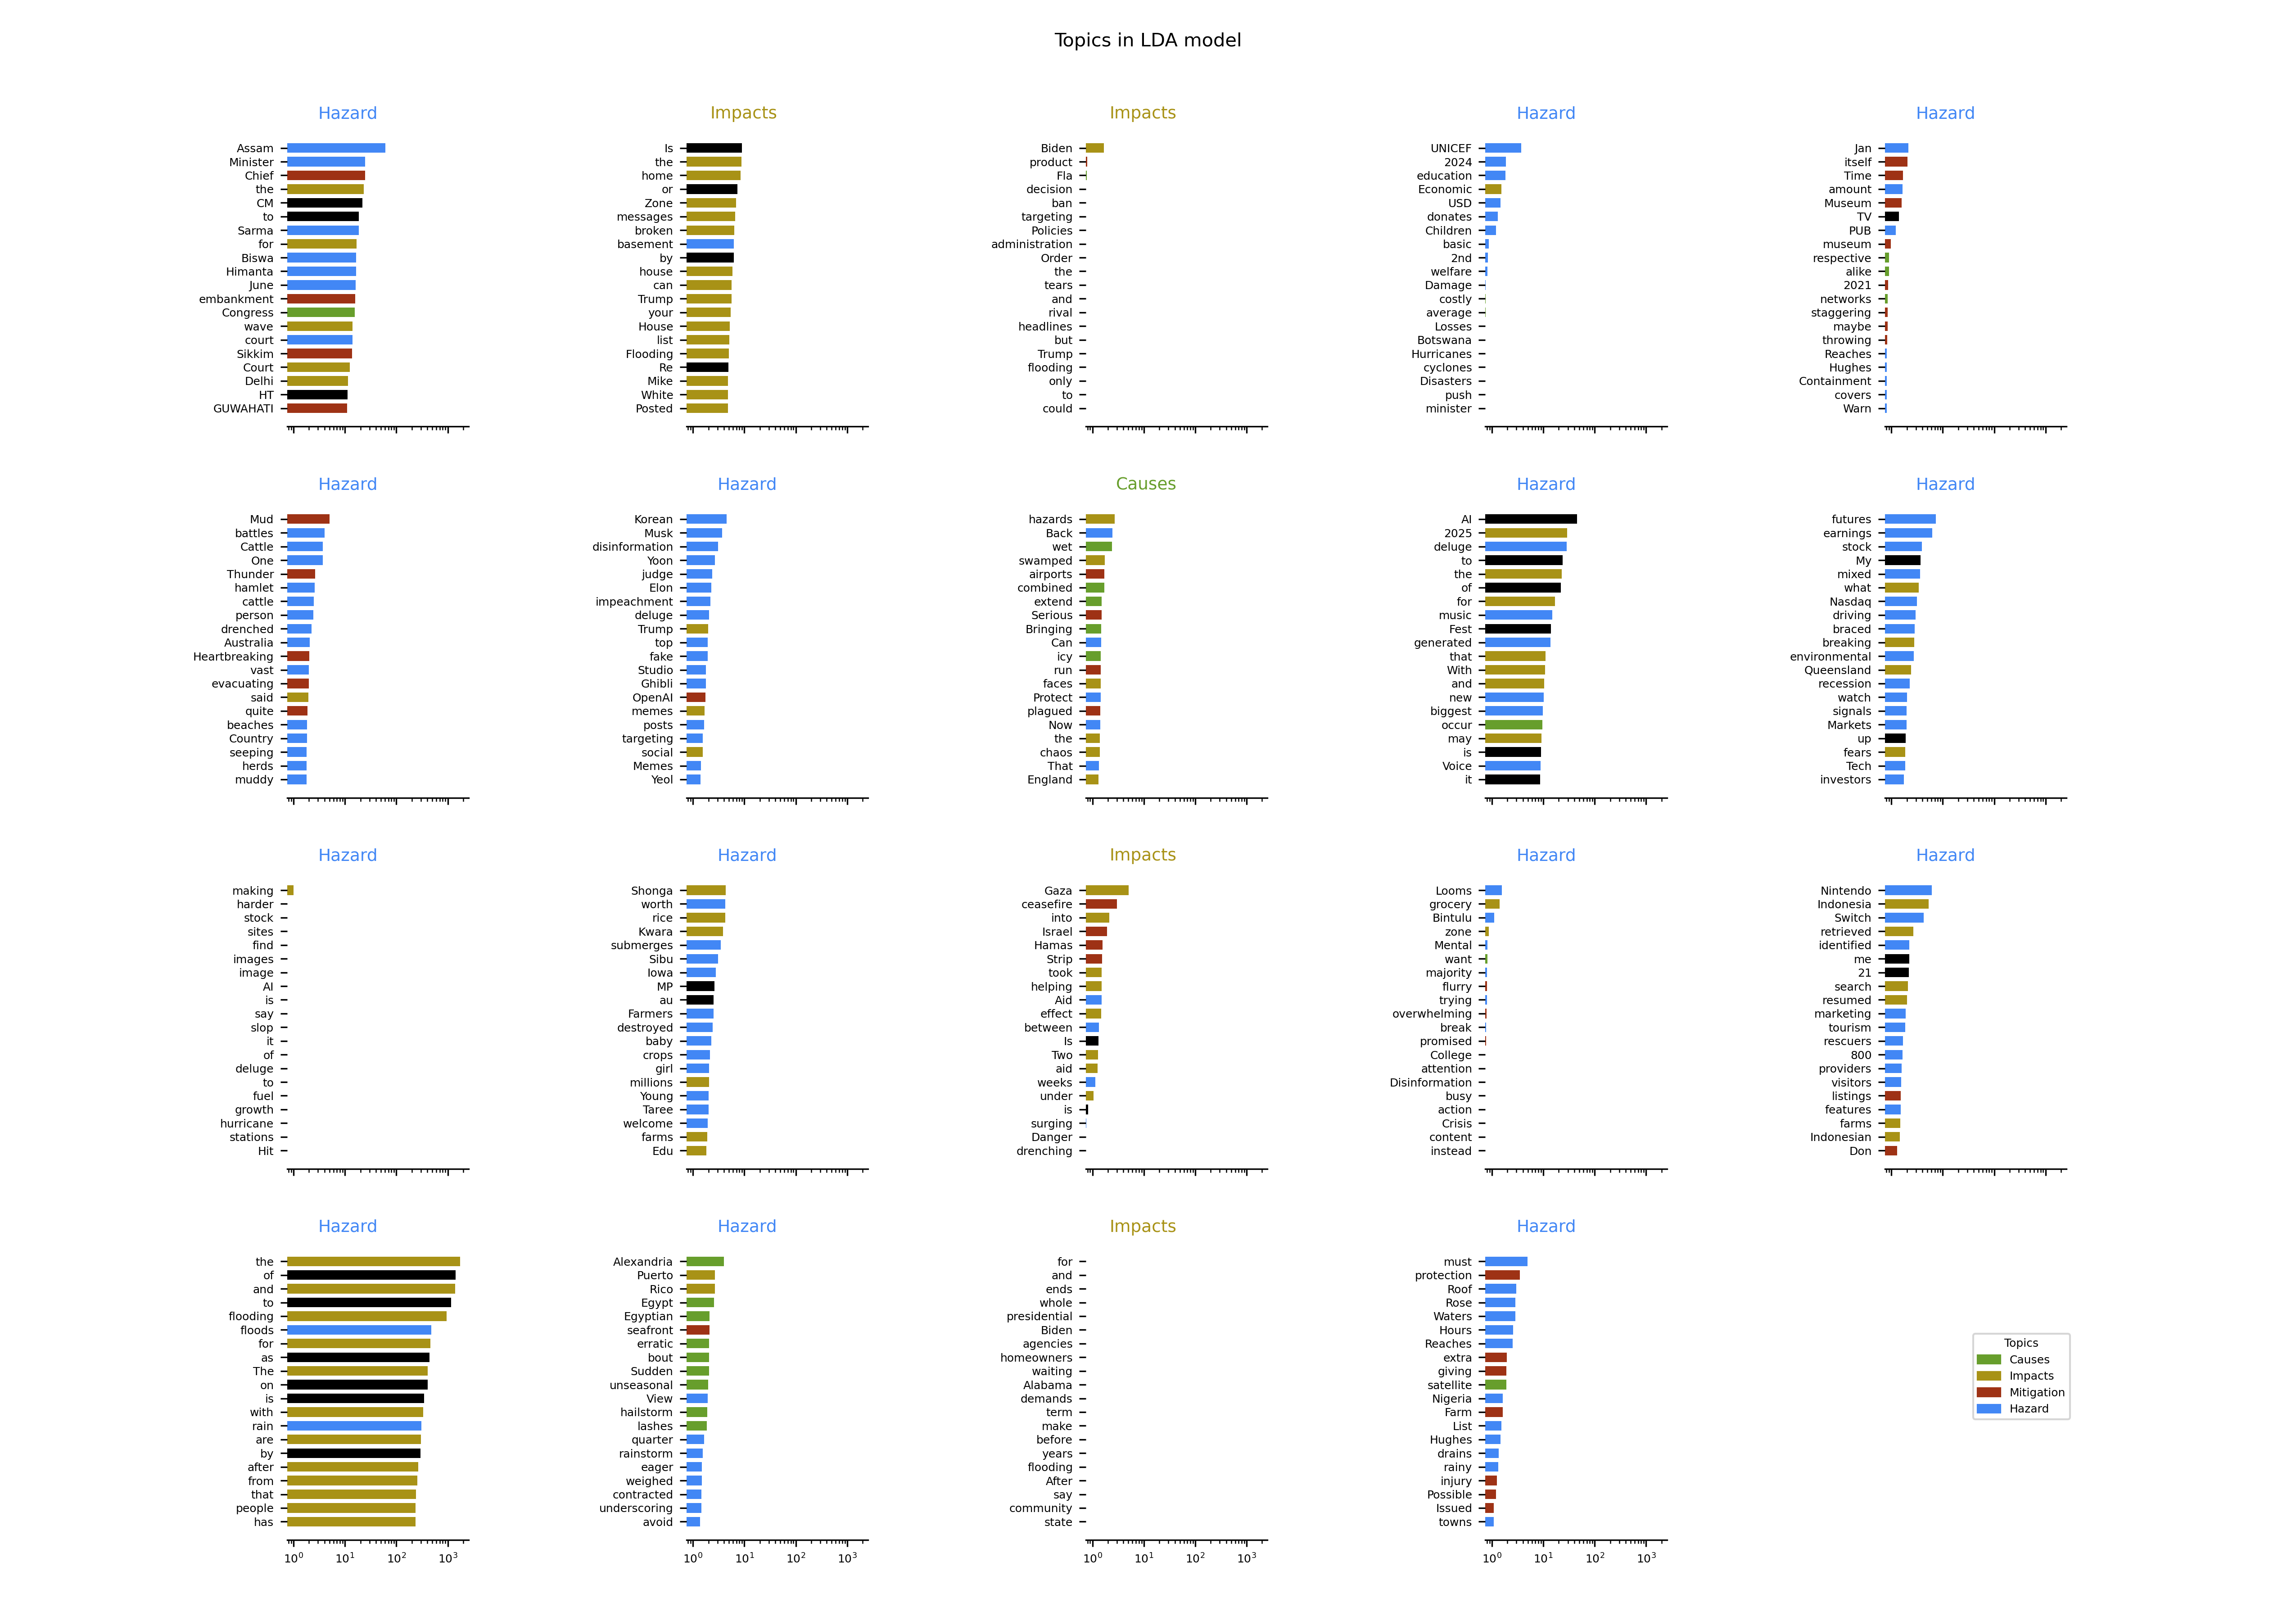 Topics in LDA model
Hazard
Assam
Minister
Chief
the
CM
to
Sarma
for
Biswa
Himanta
June
embankment
Congress
wave
court
Sikkim
Court
Delhi
HT
GUWAHATI
Impacts
Is
the
home
or
Zone
messages
broken
basement
by
house
can
Trump
your
House
list
Flooding
Re
Mike
White
Posted
Impacts
Biden
product
Fla
decision
ban
targeting
Policies
administration
Order
the
tears
and
rival
headlines
but
Trump
flooding
only
to
could
Hazard
UNICEF
2024
education
Economic
USD
donates
Children
basic
2nd
welfare
Damage
costly
average
Losses
Botswana
Hurricanes
cyclones
Disasters
push
minister
Hazard
Jan
itself
Time
amount
Museum
TV
PUB
museum
respective
alike
2021
networks
staggering
maybe
throwing
Reaches
Hughes
Containment
covers
Warn
Hazard
Mud
battles
Cattle
One
Thunder
hamlet
cattle
person
drenched
Australia
Heartbreaking
vast
evacuating
said
quite
beaches
Country
seeping
herds
muddy
Hazard
Korean
Musk
disinformation
Yoon
judge
Elon
impeachment
deluge
Trump
top
fake
Studio
Ghibli
OpenAI
memes
posts
targeting
social
Memes
Yeol
Causes
hazards
Back
wet
swamped
airports
combined
extend
Serious
Bringing
Can
icy
run
faces
Protect
plagued
Now
the
chaos
That
England
Hazard
AI
2025
deluge
to
the
of
for
music
Fest
generated
that
With
and
new
biggest
occur
may
is
Voice
it
Hazard
futures
earnings
stock
My
mixed
what
Nasdaq
driving
braced
breaking
environmental
Queensland
recession
watch
signals
Markets
up
fears
Tech
investors
Hazard
making
harder
stock
sites
find
images
image
AI
is
say
slop
it
of
deluge
to
fuel
growth
hurricane
stations
Hit
Hazard
Shonga
worth
rice
Kwara
submerges
Sibu
Iowa
MP
au
Farmers
destroyed
baby
crops
girl
millions
Young
Taree
welcome
farms
Edu
Impacts
Gaza
ceasefire
into
Israel
Hamas
Strip
took
helping
Aid
effect
between
Is
Two
aid
weeks
under
is
surging
Danger
drenching
Hazard
Looms
grocery
Bintulu
zone
Mental
want
majority
flurry
trying
overwhelming
break
promised
College
attention
Disinformation
busy
action
Crisis
content
instead
Hazard
Nintendo
Indonesia
Switch
retrieved
identified
me
21
search
resumed
marketing
tourism
rescuers
800
providers
visitors
listings
features
farms
Indonesian
Don
Hazard
the
of
and
to
flooding
floods
for
as
The
on
is
with
rain
are
by
after
from
that
people
has
10⁰ 10¹ 10² 10³
Hazard
Alexandria
Puerto
Rico
Egypt
Egyptian
seafront
erratic
bout
Sudden
unseasonal
View
hailstorm
lashes
quarter
rainstorm
eager
weighed
contracted
underscoring
avoid
10⁰ 10¹ 10² 10³
Impacts
for
and
ends
whole
presidential
Biden
agencies
homeowners
waiting
Alabama
demands
term
make
before
years
flooding
After
say
community
state
10⁰ 10¹ 10² 10³
Hazard
must
protection
Roof
Rose
Waters
Hours
Reaches
extra
giving
satellite
Nigeria
Farm
List
Hughes
drains
rainy
injury
Possible
Issued
towns
10⁰ 10¹ 10² 10³
Topics
Causes
Impacts
Mitigation
Hazard